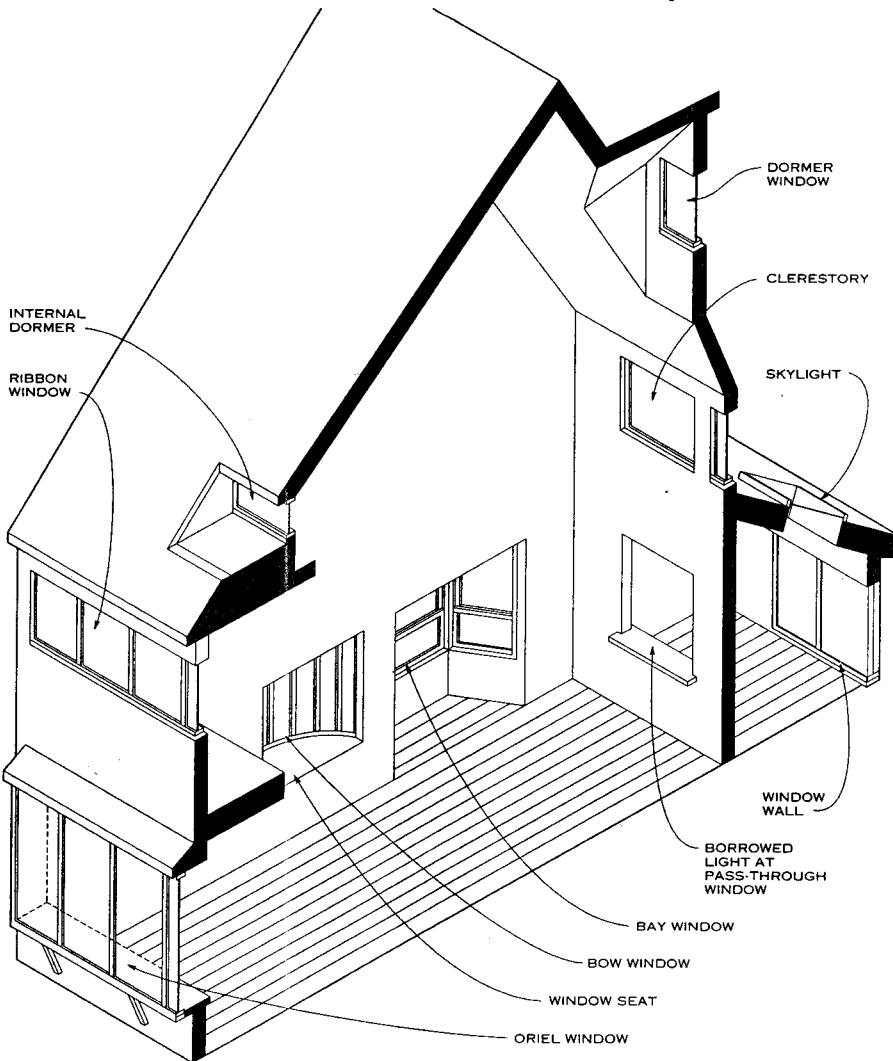 DORMER
WINDOW
CLERESTORY
INTERNAL
DORMER
RIBBON
WINDOW
SKYLIGHT
WINDOW
WALL
BORROWED
LIGHT AT
PASS-THROUGH
WINDOW
BAY WINDOW
BOW WINDOW
WINDOW SEAT
ORIEL WINDOW